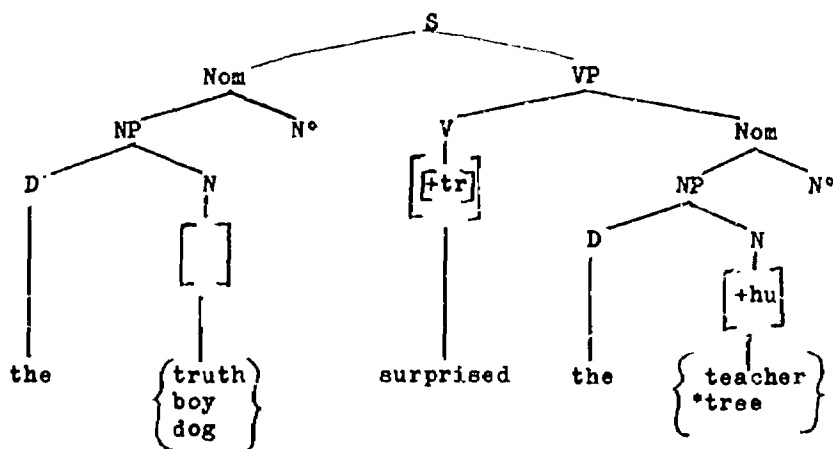 S
Nom VP
NP N° V Nom
D N [[+tr]] NP N°
D N
[ ] [+hu]
the {truth surprised the {teacher
boy *tree}
dog}